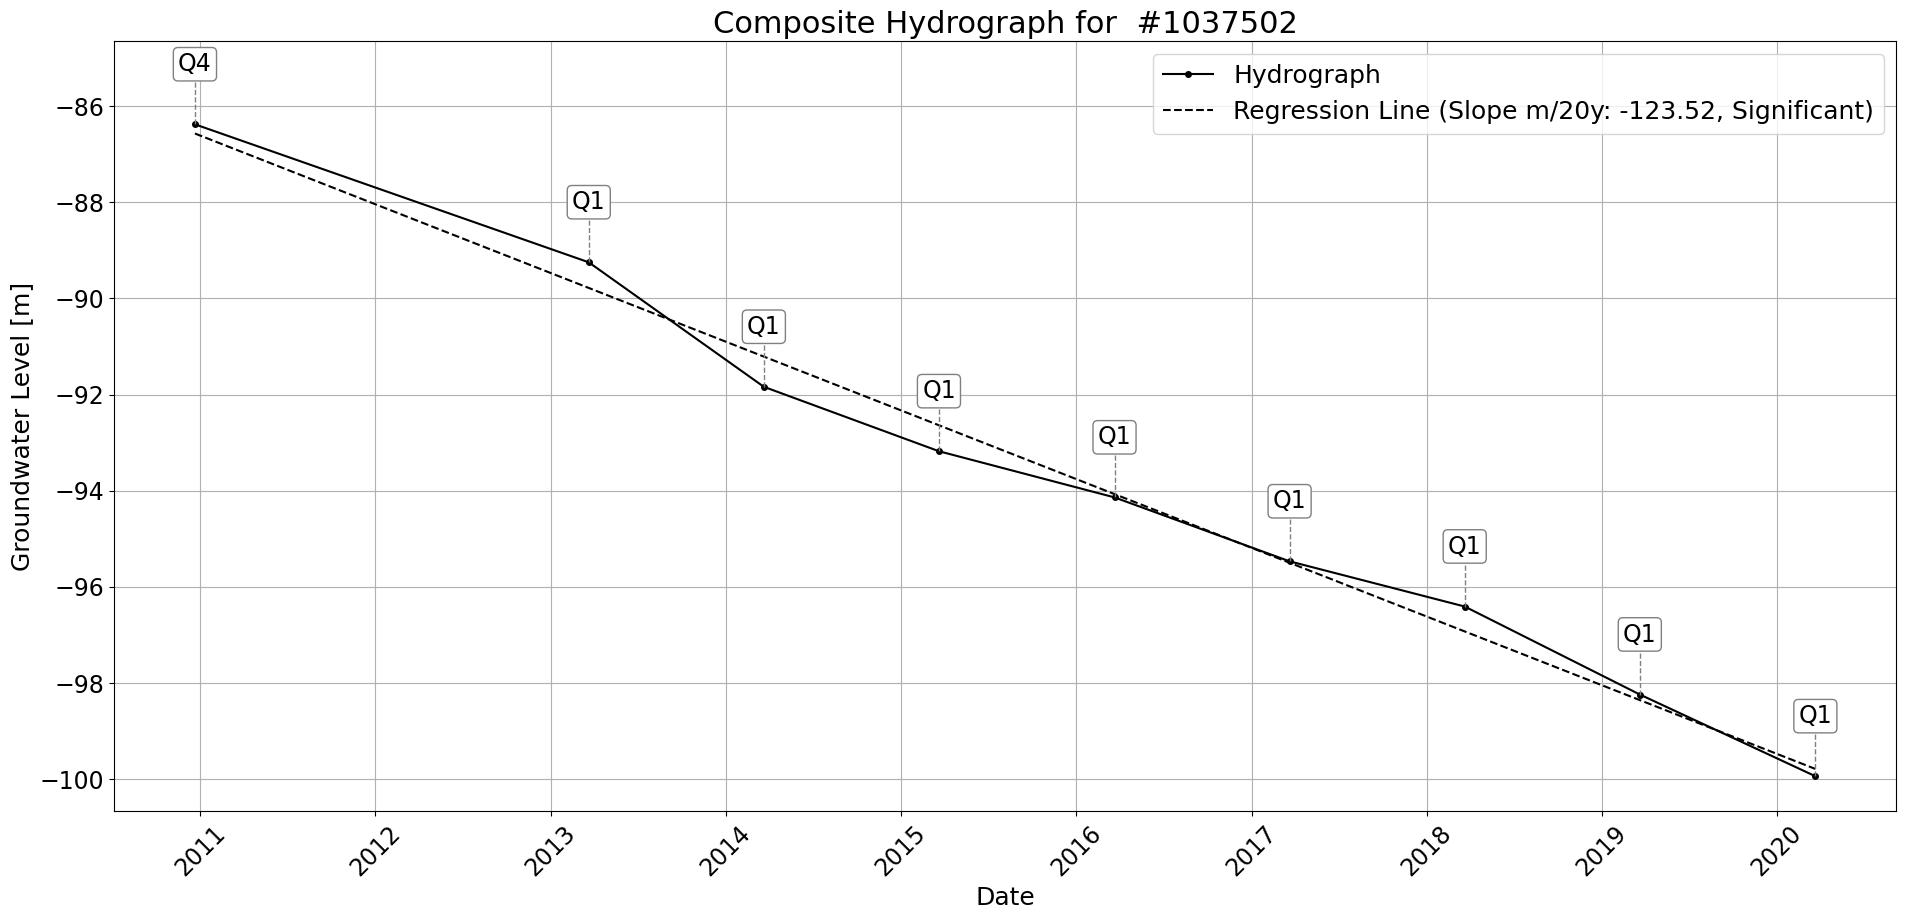 Composite Hydrograph for  #1037502
Hydrograph
Regression Line (Slope m/20y: -123.52, Significant)
Q4
Q1
Q1
Q1
Q1
Q1
Q1
Q1
Q1
Groundwater Level [m]
−86
−88
−90
−92
−94
−96
−98
−100
2011
2012
2013
2014
2015
2016
2017
2018
2019
2020
Date